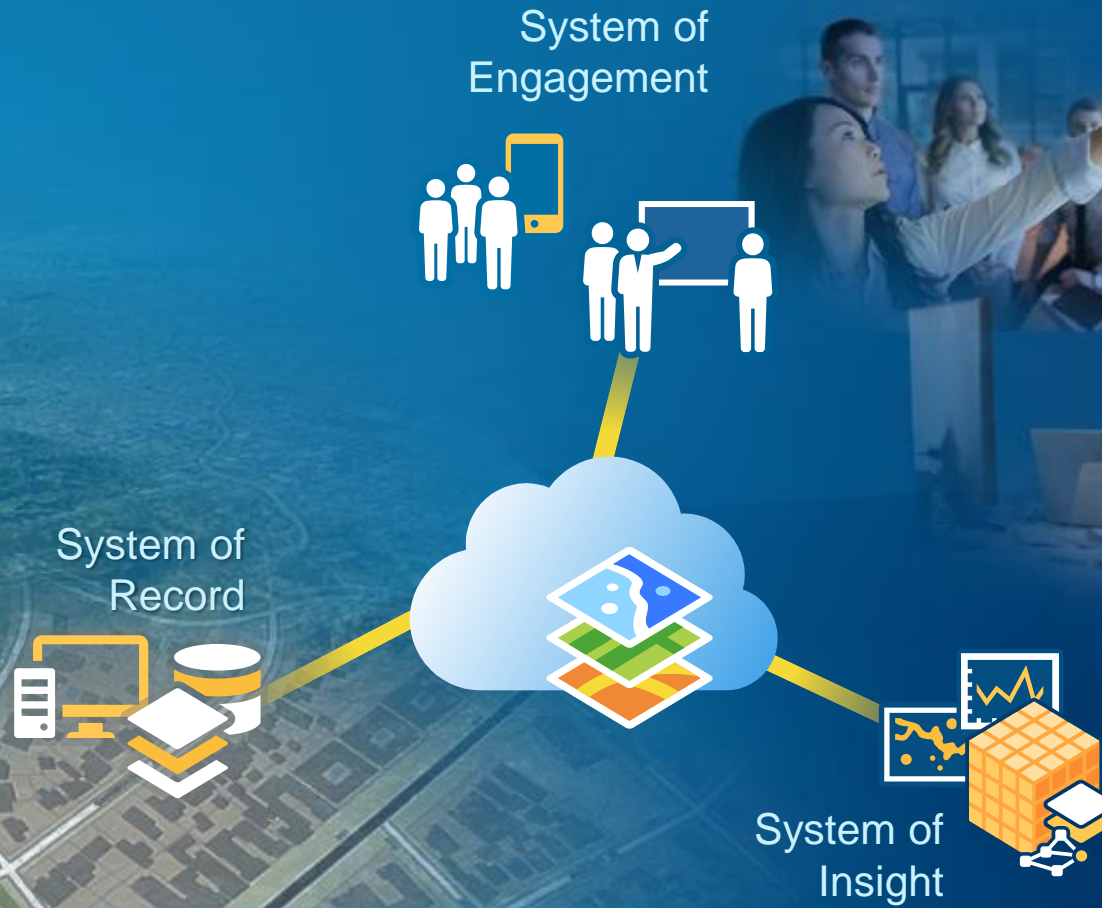 System of
Engagement
System of
Record
System of
Insight